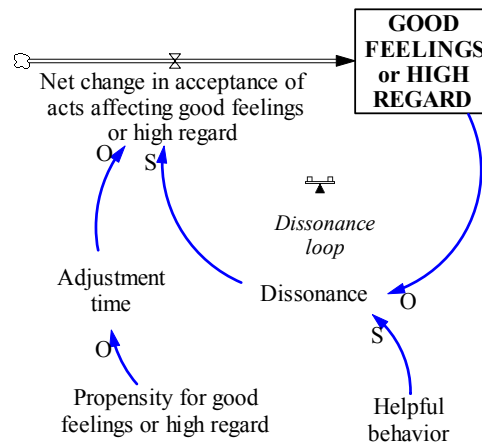 GOOD
FEELINGS
or HIGH
REGARD
Net change in acceptance of
acts affecting good feelings
or high regard
O
S
Dissonance
loop
Adjustment
time
Dissonance
O
S
O
Propensity for good
feelings or high regard
Helpful
behavior